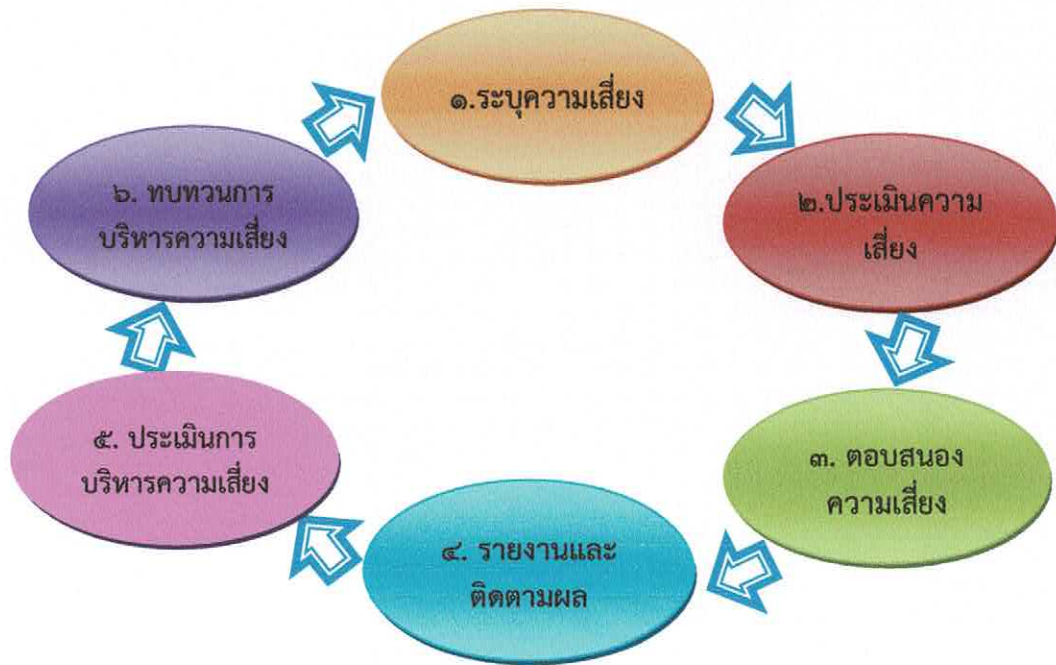 ๑.ระบุความเสี่ยง
๒.ประเมินความ
เสี่ยง
๓. ตอบสนอง
ความเสี่ยง
๔. รายงานและ
ติดตามผล
๕. ประเมินการ
บริหารความเสี่ยง
๖. ทบทวนการ
บริหารความเสี่ยง